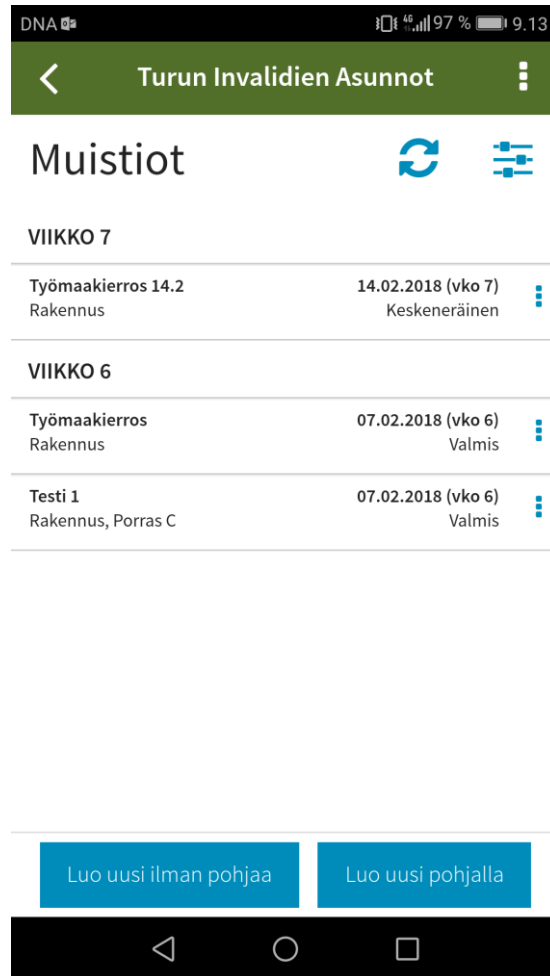 DNA 46 97 % 9.13
Turun Invalidien Asunnot
Muistiot
VIIKKO 7
Työmaakierros 14.2 14.02.2018 (vko 7)
Rakennus Keskeneräinen
VIIKKO 6
Työmaakierros 07.02.2018 (vko 6)
Rakennus Valmis
Testi 1 07.02.2018 (vko 6)
Rakennus, Porras C Valmis
Luo uusi ilman pohjaa Luo uusi pohjalla